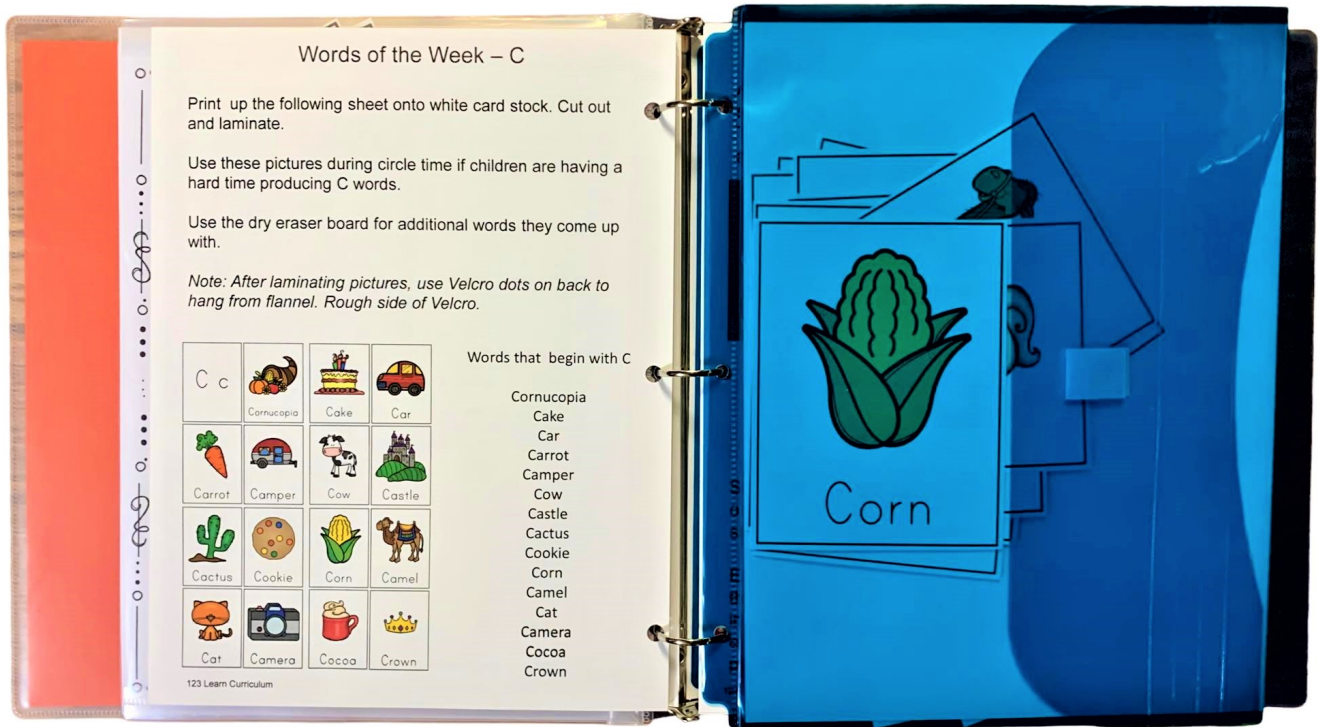 Words of the Week – C
Print up the following sheet onto white card stock. Cut out
and laminate.
Use these pictures during circle time if children are having a
hard time producing C words.
Use the dry eraser board for additional words they come up
with.
Note: After laminating pictures, use Velcro dots on back to
hang from flannel. Rough side of Velcro.
C c
Cornucopia
Cake
Car
Carrot
Camper
Cow
Castle
Cactus
Cookie
Corn
Camel
Cat
Camera
Cocoa
Crown
Words that begin with C
Cornucopia
Cake
Car
Carrot
Camper
Cow
Castle
Cactus
Cookie
Corn
Camel
Cat
Camera
Cocoa
Crown
123 Learn Curriculum
Corn